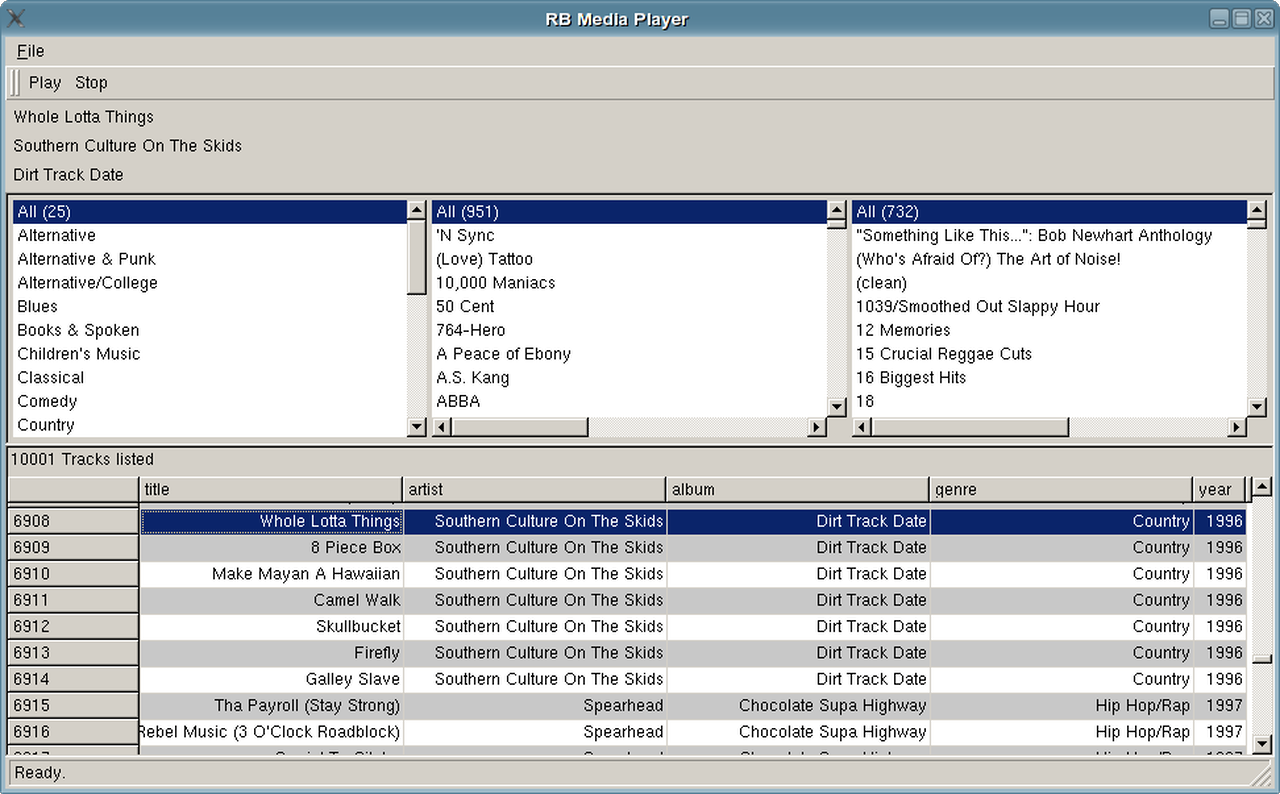 RB Media Player
File
Play Stop
Whole Lotta Things
Southern Culture On The Skids
Dirt Track Date
All (25)
Alternative
Alternative & Punk
Alternative/College
Blues
Books & Spoken
Children's Music
Classical
Comedy
Country
All (951)
'N Sync
(Love) Tattoo
10,000 Maniacs
50 Cent
764-Hero
A Peace of Ebony
A.S. Kang
ABBA
All (732)
"Something Like This...": Bob Newhart Anthology
(Who's Afraid Of?) The Art of Noise!
(clean)
1039/Smoothed Out Slappy Hour
12 Memories
15 Crucial Reggae Cuts
16 Biggest Hits
18
10001 Tracks listed
title artist album genre year
6908 Whole Lotta Things Southern Culture On The Skids Dirt Track Date Country 1996
6909 8 Piece Box Southern Culture On The Skids Dirt Track Date Country 1996
6910 Make Mayan A Hawaiian Southern Culture On The Skids Dirt Track Date Country 1996
6911 Camel Walk Southern Culture On The Skids Dirt Track Date Country 1996
6912 Skullbucket Southern Culture On The Skids Dirt Track Date Country 1996
6913 Firefly Southern Culture On The Skids Dirt Track Date Country 1996
6914 Galley Slave Southern Culture On The Skids Dirt Track Date Country 1996
6915 Tha Payroll (Stay Strong) Spearhead Chocolate Supa Highway Hip Hop/Rap 1997
6916 Rebel Music (3 O'Clock Roadblock) Spearhead Chocolate Supa Highway Hip Hop/Rap 1997
Ready.